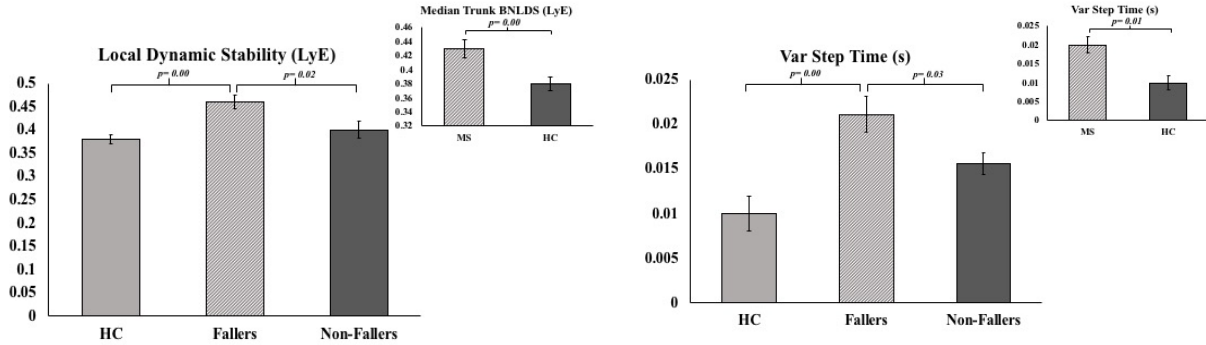 Local Dynamic Stability (LyE)
p= 0.00
p= 0.02
0.5
0.45
0.4
0.35
0.3
0.25
0.2
0.15
0.1
0.05
0
HC
Fallers
Non-Fallers
Median Trunk BNLDS (LyE)
p= 0.00
0.46
0.44
0.42
0.4
0.38
0.36
0.34
0.32
MS
HC
Var Step Time (s)
p= 0.00
p= 0.03
0.025
0.02
0.015
0.01
0.005
0
HC
Fallers
Non-Fallers
Var Step Time (s)
p= 0.01
0.025
0.02
0.015
0.01
0.005
0
MS
HC